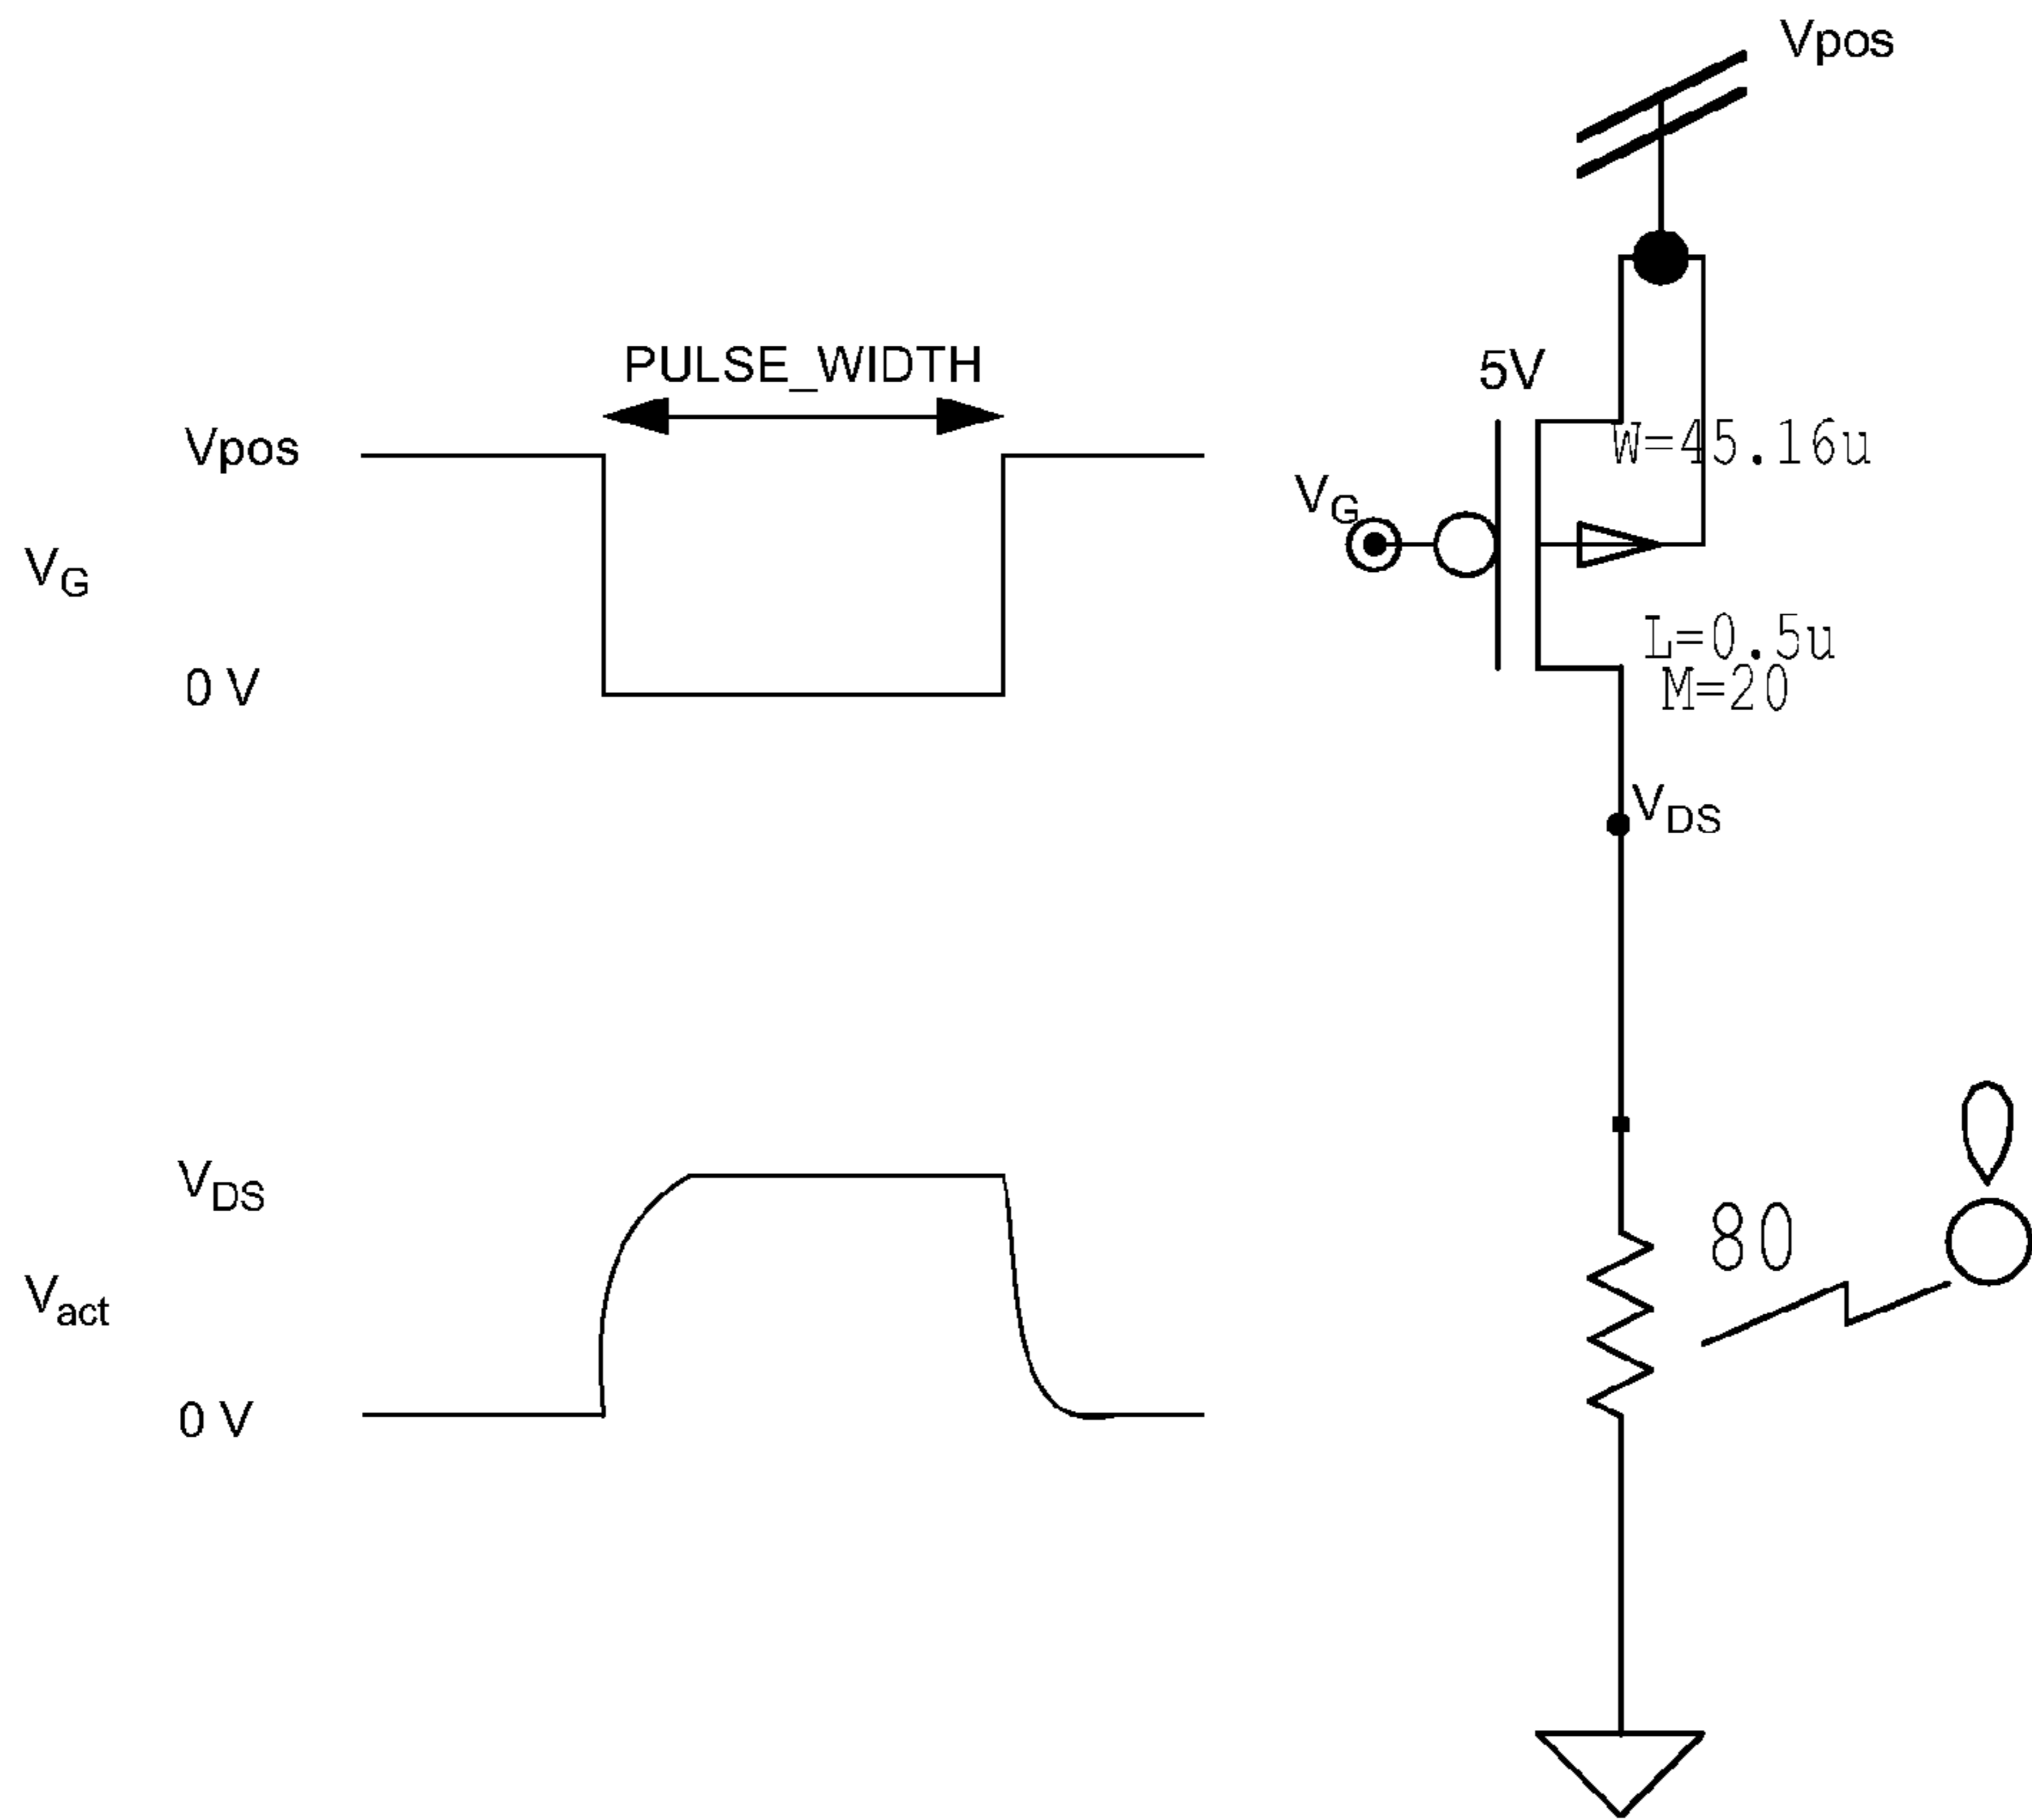 Vpos
PULSE_WIDTH
5V
Vpos
W=45.16u
VG
VG
L=0.5u
0 V
M=20
VDS
VDS
80
Vact
0 V